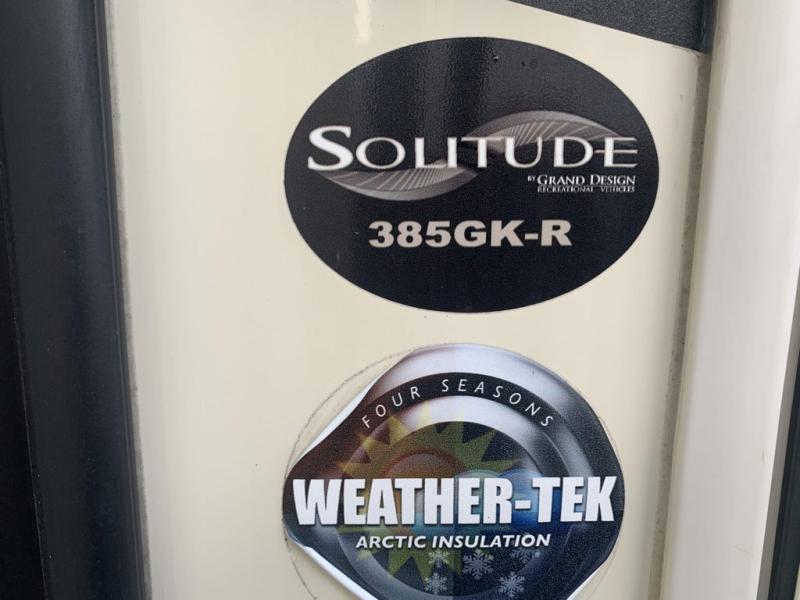 SOLITUDE
BY GRAND DESIGN
RECREATIONAL VEHICLES
385GK-R
FOUR SEASONS
WEATHER-TEK
ARCTIC INSULATION